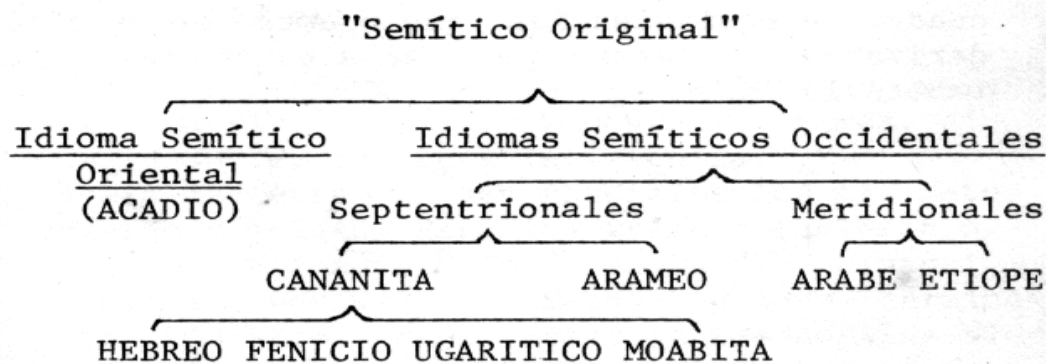 "Semítico Original"
Idioma Semítico Idiomas Semíticos Occidentales
Oriental
(ACADIO) Septentrionales Meridionales
CANANITA ARAMEO ARABE ETIOPE
HEBREO FENICIO UGARITICO MOABITA